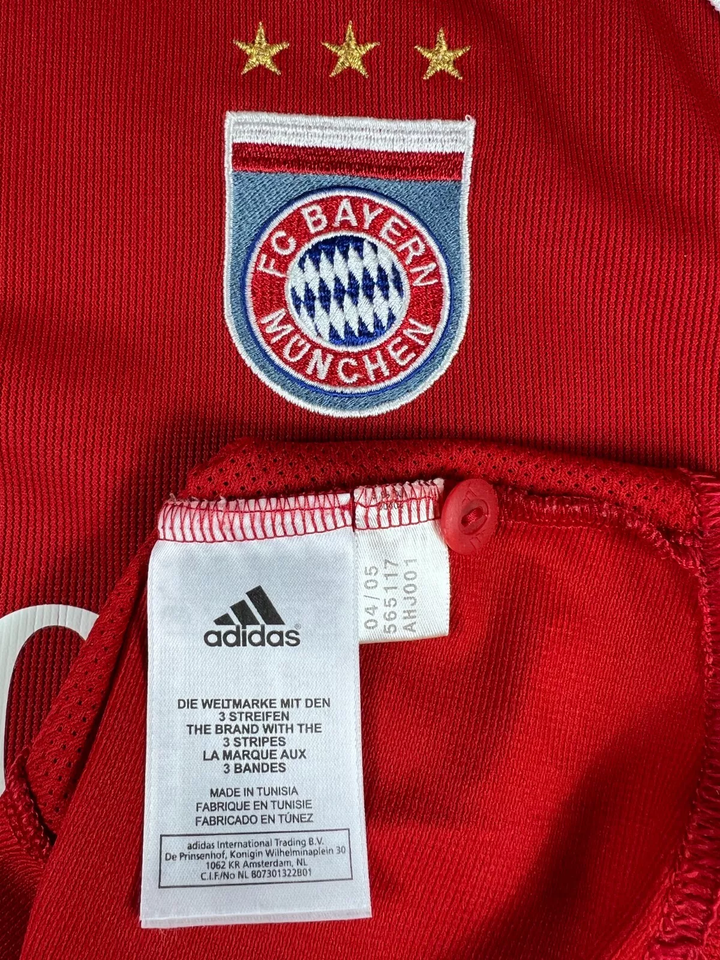 FC BAYERN
MÜNCHEN
adidas
DIE WELTMARKE MIT DEN
3 STREIFEN
THE BRAND WITH THE
3 STRIPES
LA MARQUE AUX
3 BANDES
MADE IN TUNISIA
FABRIQUE EN TUNISIE
FABRICADO EN TÚNEZ
adidas International Trading B.V.
De Prinsenhof, Konigin Wilhelminaplein 30
1062 KR Amsterdam, NL
C.I.F./No NL 807301322B01
04/05
565117
AHJ001